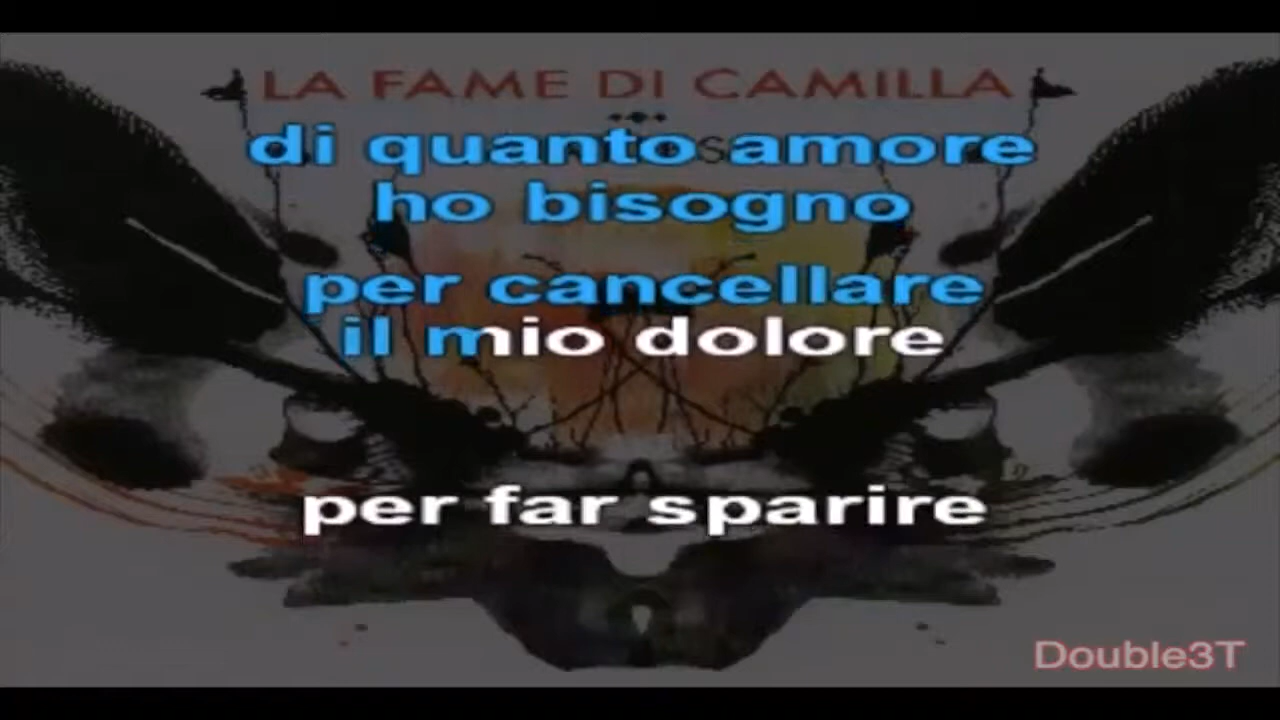 LA FAME DI CAMILLA
di quanto amore
ho bisogno
per cancellare
il mio dolore
per far sparire
Double3T